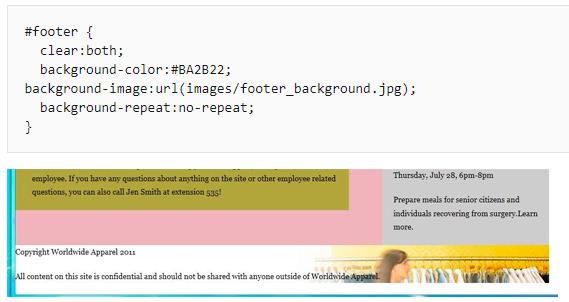 #footer {
clear:both;
background-color:#BA2B22;
background-image:url(images/footer_background.jpg);
background-repeat:no-repeat;
}
employee. If you have any questions about anything on the site or other employee related
questions, you can also call Jen Smith at extension 535!
Thursday, July 28, 6pm-8pm
Prepare meals for senior citizens and
individuals recovering from surgery.Learn
more.
Copyright Worldwide Apparel 2011
All content on this site is confidential and should not be shared with anyone outside of Worldwide Apparel.